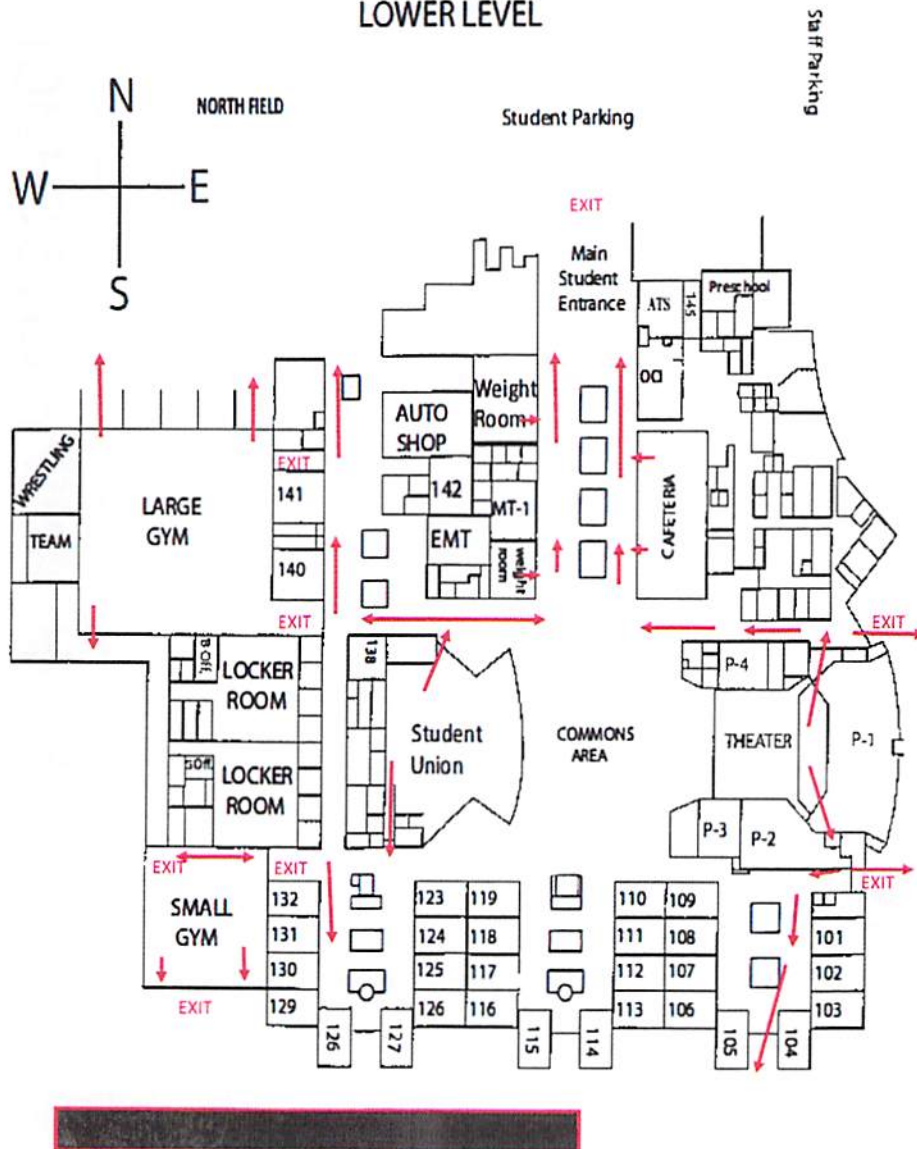 LOWER LEVEL
Staff Parking
N
NORTH FIELD
Student Parking
W
E
S
EXIT
Main
Student
Entrance
ATS
145
Preschool
DO
Weight
Room
AUTO
SHOP
WRESTLING
EXIT
141
142
MT-1
CAFETERIA
LARGE
GYM
TEAM
EMT
weight
room
140
EXIT
EXIT
138
P-4
LOCKER
ROOM
Student
Union
COMMONS
AREA
THEATER
P-1
LOCKER
ROOM
P-3
P-2
EXIT
EXIT
EXIT
SMALL
GYM
132
123
119
110
109
131
124
118
111
108
101
130
125
117
112
107
102
129
126
116
113
106
103
EXIT
126
127
115
114
105
104